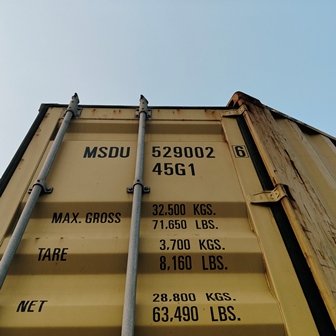 MSDU 529002 6
45G1
MAX. GROSS 32,500 KGS.
71,650 LBS.
TARE 3,700 KGS.
8,160 LBS.
NET 28.800 KGS.
63,490 LBS.